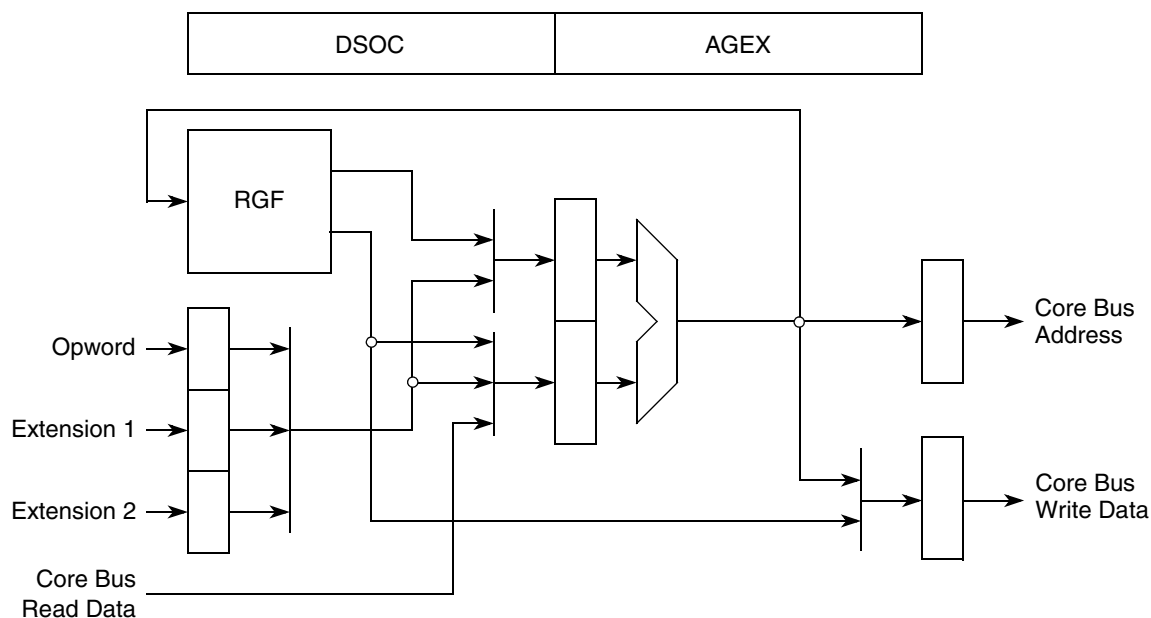 DSOC
AGEX
RGF
Opword
Extension 1
Extension 2
Core Bus
Read Data
Core Bus
Address
Core Bus
Write Data